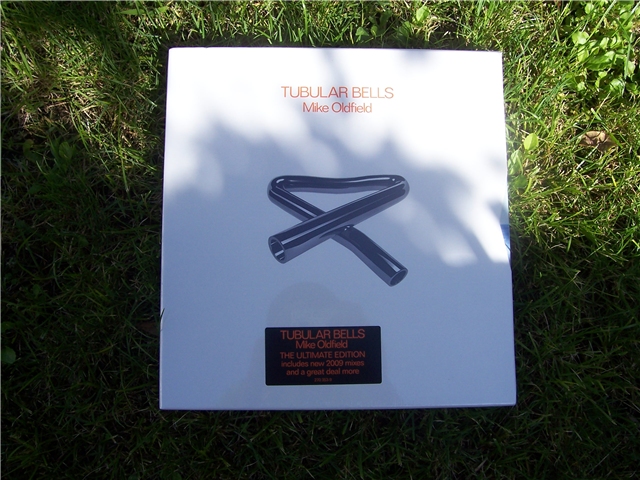 TUBULAR BELLS
Mike Oldfield
TUBULAR BELLS
Mike Oldfield
THE ULTIMATE EDITION
includes new 2009 mixes
and a great deal more